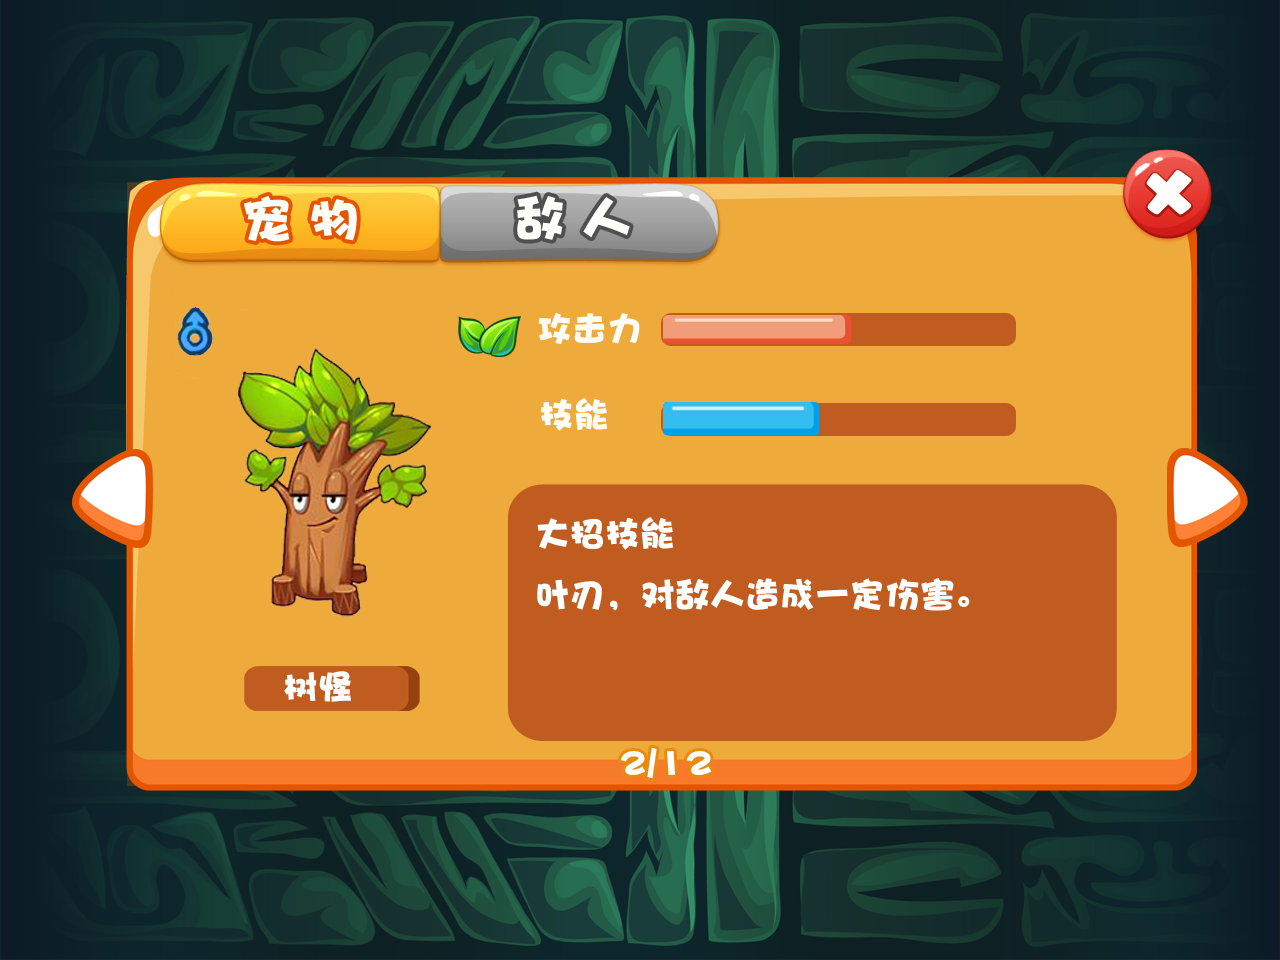 宠物
敌人
攻击力
技能
大招技能
叶刃，对敌人造成一定伤害。
树怪
2/12